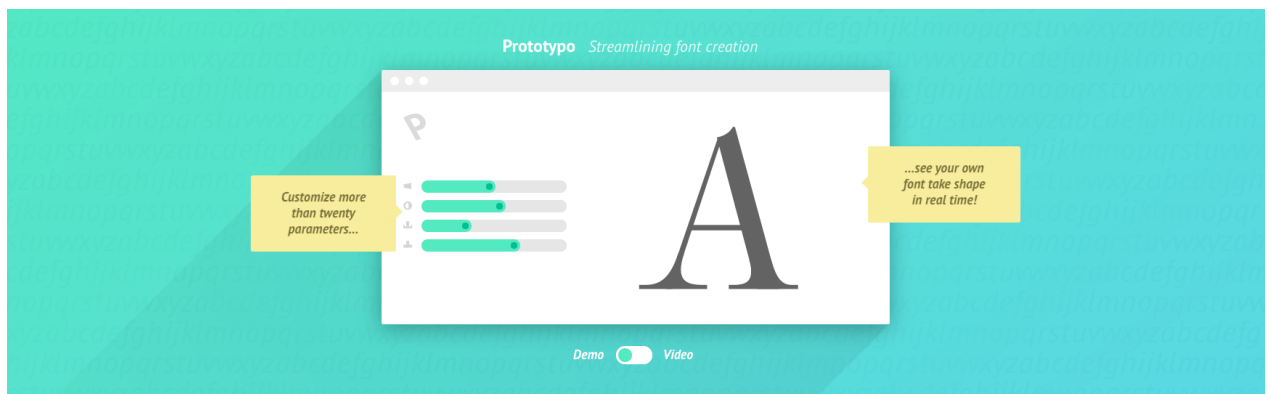 Prototypo Streamlining font creation
P
A
Customize more
than twenty
parameters...
...see your own
font take shape
in real time!
Demo Video